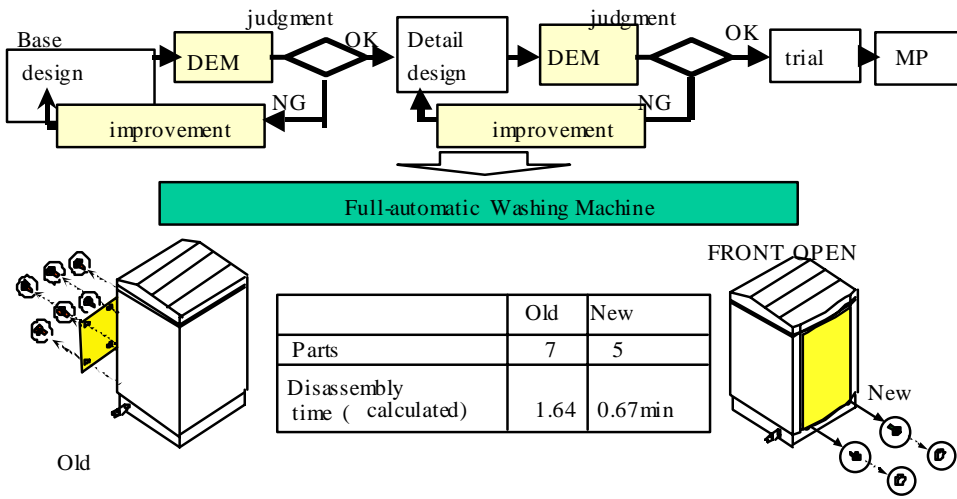 judgment
judgment
Base
design
DEM
OK
Detail
design
DEM
OK
trial
MP
NG
NG
improvement
improvement
Full-automatic Washing Machine
FRONT OPEN
Old New
Parts 7 5
Disassembly
time ( calculated) 1.64 0.67min
New
Old